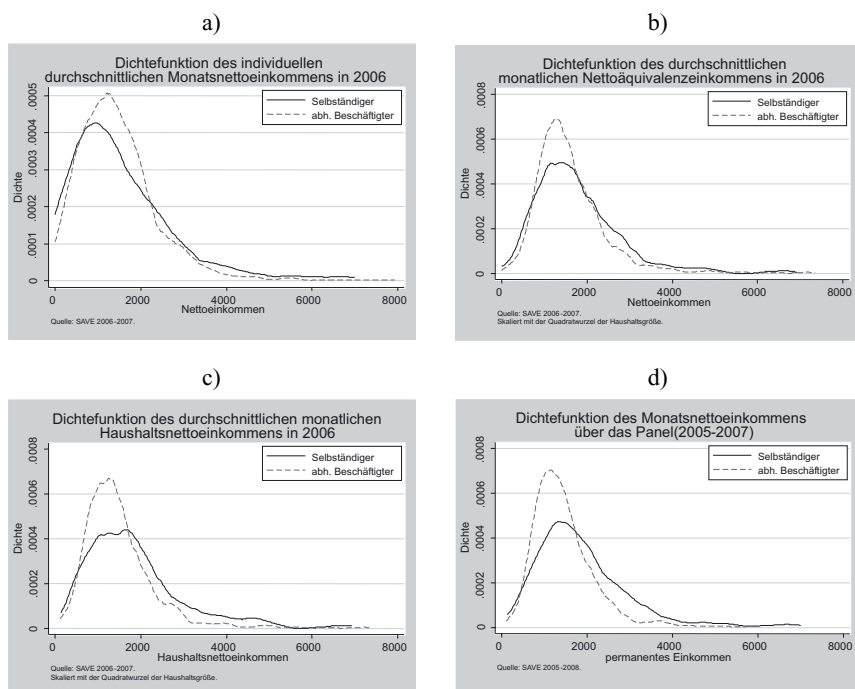 a)
Dichtefunktion des individuellen
durchschnittlichen Monatsnettoeinkommens in 2006
Selbständiger
abh. Beschäftigter
Dichte
0 .0001 .0002 .0003 .0004 .0005
0 2000 4000 6000 8000
Nettoeinkommen
Quelle: SAVE 2006-2007.
b)
Dichtefunktion des durchschnittlichen
monatlichen Nettoäquivalenzeinkommens in 2006
Selbständiger
abh. Beschäftigter
Dichte
0 .0002 .0004 .0006 .0008
0 2000 4000 6000 8000
Nettoeinkommen
Quelle: SAVE 2006-2007.
Skaliert mit der Quadratwurzel der Haushaltsgröße.
c)
Dichtefunktion des durchschnittlichen monatlichen
Haushaltsnettoeinkommens in 2006
Selbständiger
abh. Beschäftigter
Dichte
0 .0002 .0004 .0006 .0008
0 2000 4000 6000 8000
Haushaltsnettoeinkommen
Quelle: SAVE 2006-2007.
Skaliert mit der Quadratwurzel der Haushaltsgröße.
d)
Dichtefunktion des Monatsnettoeinkommens
über das Panel(2005-2007)
Selbständiger
abh. Beschäftigter
Dichte
0 .0002 .0004 .0006 .0008
0 2000 4000 6000 8000
permanentes Einkommen
Quelle: SAVE 2005-2008.